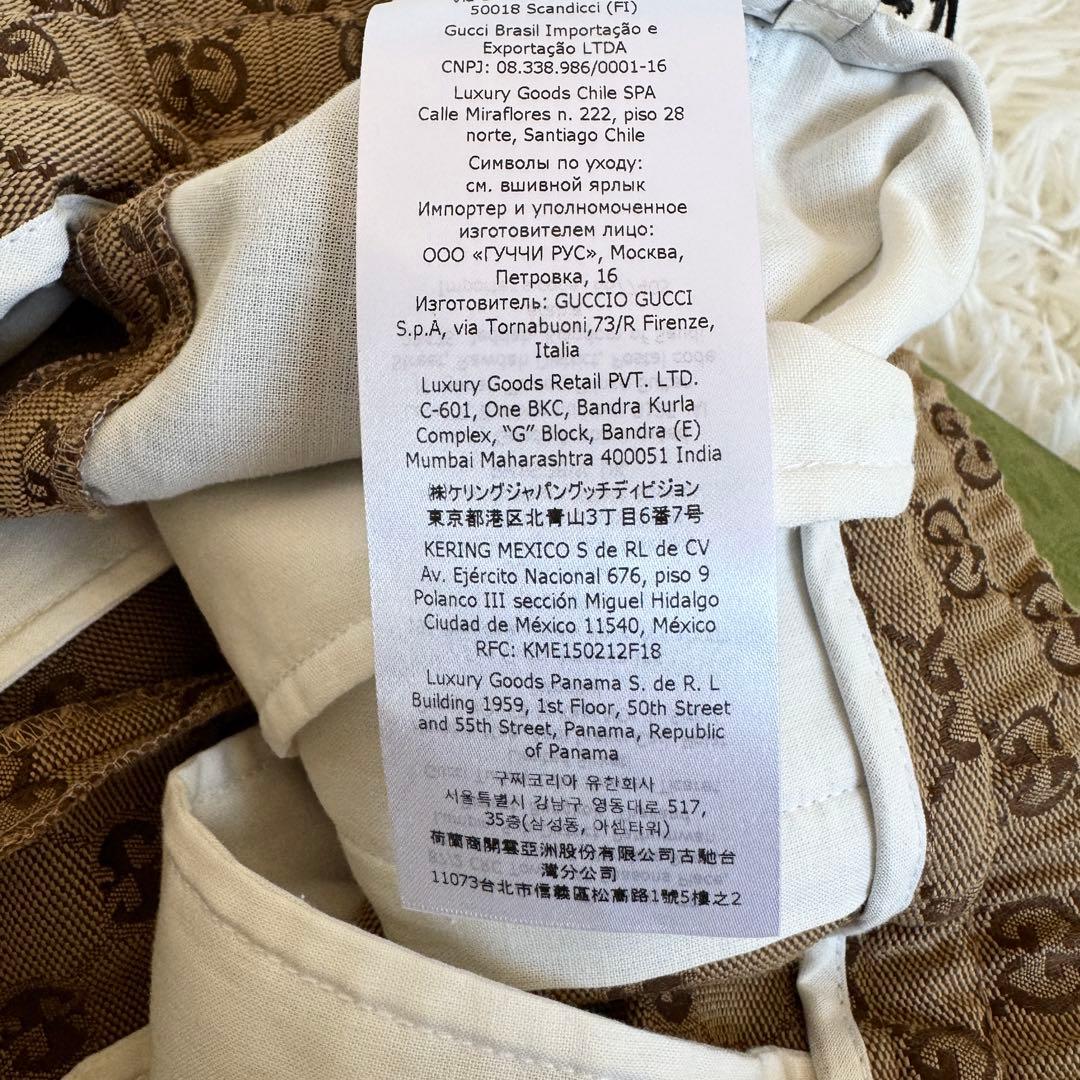 50018 Scandicci (FI)
Gucci Brasil Importação e
Exportação LTDA
CNPJ: 08.338.986/0001-16
Luxury Goods Chile SPA
Calle Miraflores n. 222, piso 28
norte, Santiago Chile
Символы по уходу:
см. вшивной ярлык
Импортер и уполномоченное
изготовителем лицо:
ООО «ГУЧЧИ РУС», Москва,
Петровка, 16
Изготовитель: GUCCIO GUCCI
S.p.A, via Tornabuoni,73/R Firenze,
Italia
Luxury Goods Retail PVT. LTD.
C-601, One BKC, Bandra Kurla
Complex, “G” Block, Bandra (E)
Mumbai Maharashtra 400051 India
㈱ケリングジャパングッチディビジョン
東京都港区北青山3丁目6番7号
KERING MEXICO S de RL de CV
Av. Ejército Nacional 676, piso 9
Polanco III sección Miguel Hidalgo
Ciudad de México 11540, México
RFC: KME150212F18
Luxury Goods Panama S. de R. L
Building 1959, 1st Floor, 50th Street
and 55th Street, Panama, Republic
of Panama
구찌코리아 유한회사
서울특별시 강남구 영동대로 517,
35층(삼성동, 아셈타워)
荷蘭商開雲亞洲股份有限公司古馳台
灣分公司
11073台北市信義區松高路1號5樓之2